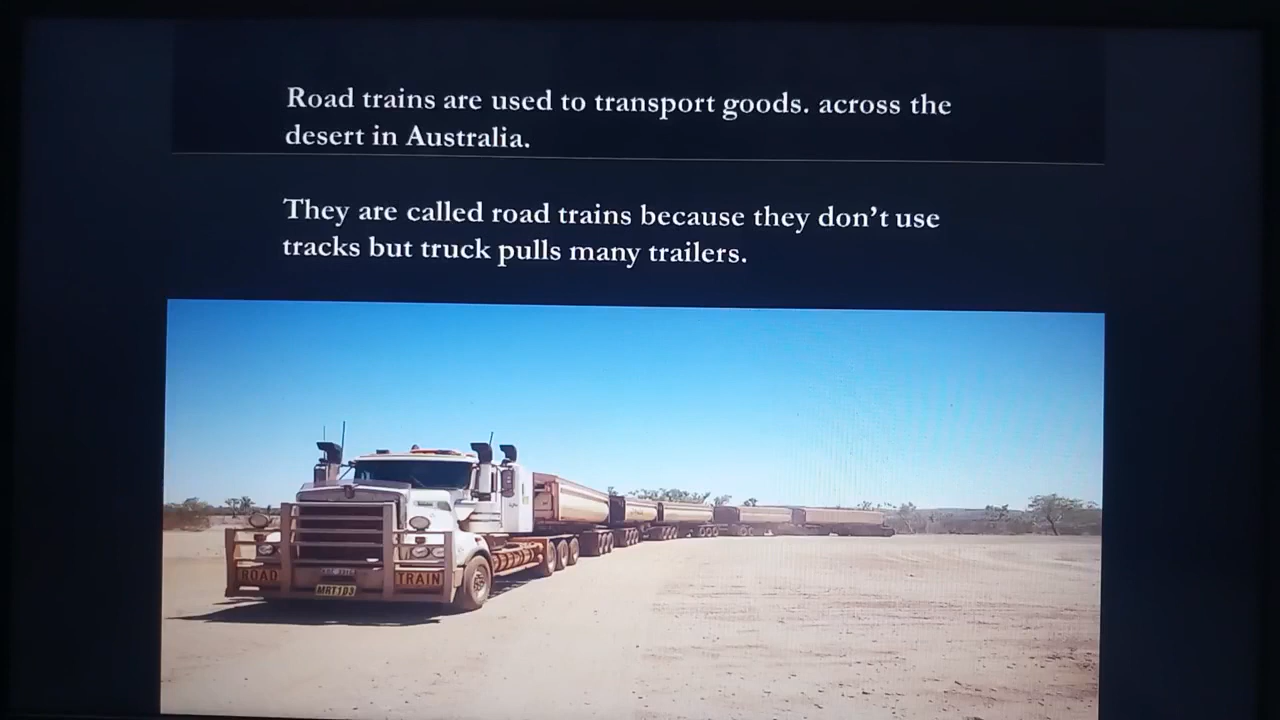 Road trains are used to transport goods. across the
desert in Australia.
They are called road trains because they don't use
tracks but truck pulls many trailers.
ROAD
TRAIN
MRT103